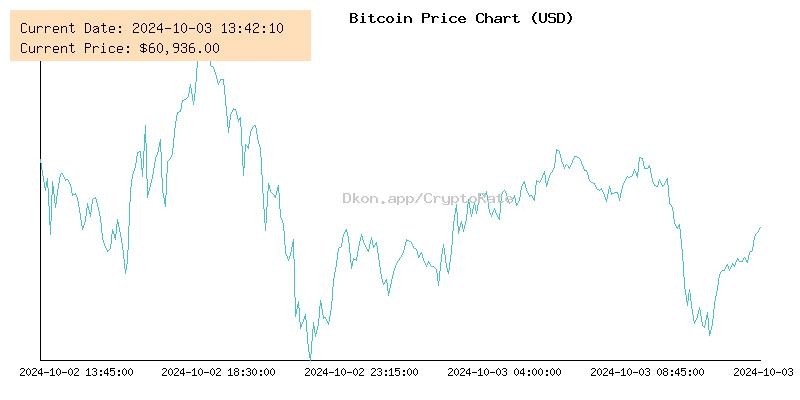 Bitcoin Price Chart (USD)
Current Date: 2024-10-03 13:42:10
Current Price: $60,936.00
Dkon.app/CryptoRate
2024-10-02 13:45:00 2024-10-02 18:30:00 2024-10-02 23:15:00 2024-10-03 04:00:00 2024-10-03 08:45:00 2024-10-03